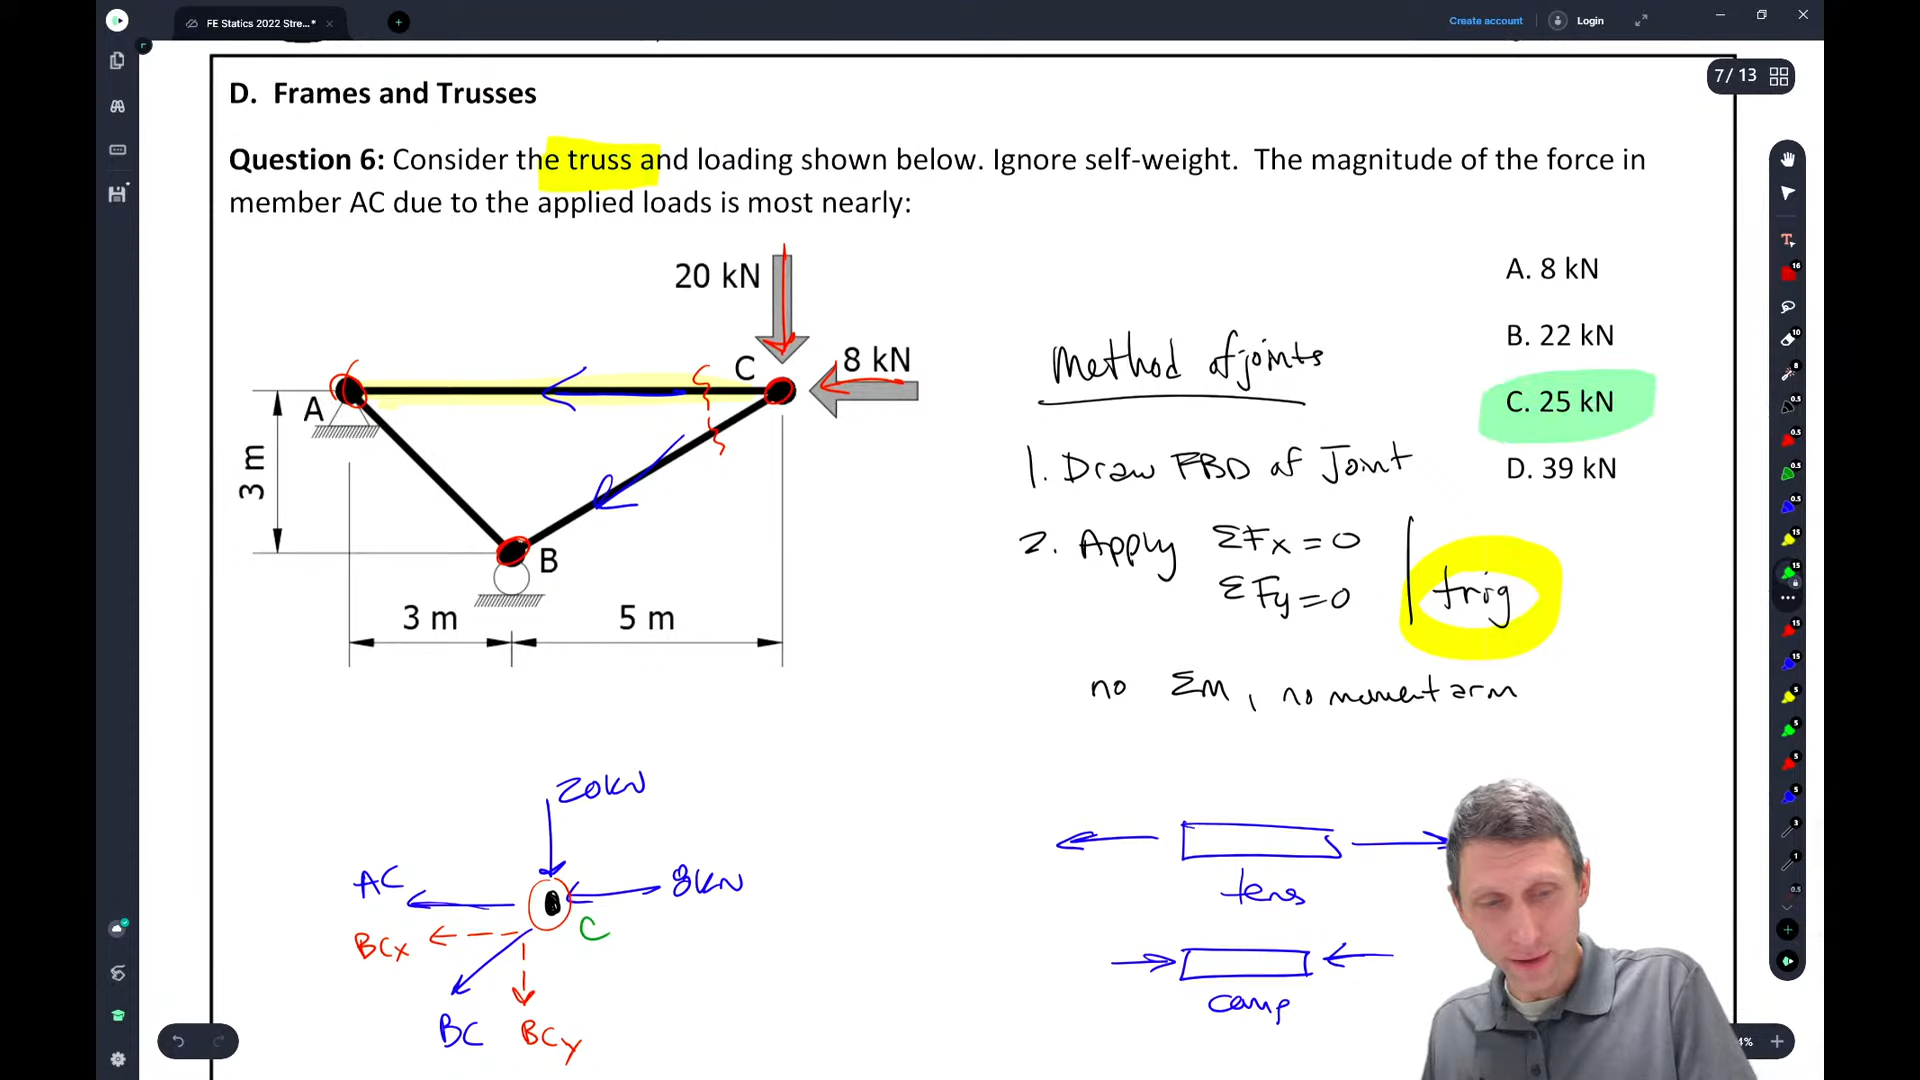 FE Statics 2022 Stre...*
Create account
Login
7/ 13
D. Frames and Trusses
Question 6: Consider the truss and loading shown below. Ignore self-weight. The magnitude of the force in
member AC due to the applied loads is most nearly:
20 kN
C
8 kN
A
3 m
B
3 m
5 m
A. 8 kN
B. 22 kN
C. 25 kN
D. 39 kN
Method of joints
1. Draw FBD of Joint
2. Apply ΣFx = 0
ΣFy = 0
trig
no ΣM, no moment arm
20kN
AC
8kN
BCx
C
BC
BCy
tens
comp
4%